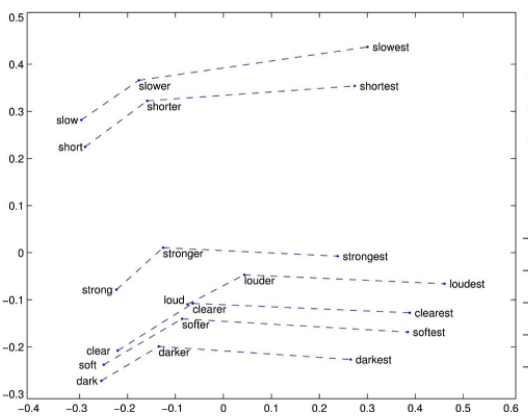 0.5
0.4
0.3
0.2
0.1
0
−0.1
−0.2
−0.3
slowest
slower
shortest
shorter
slow
short
stronger
strongest
louder
strong
loudest
loud
clearer
clearest
softer
softest
clear
darker
soft
darkest
dark
−0.4 −0.3 −0.2 −0.1 0 0.1 0.2 0.3 0.4 0.5 0.6